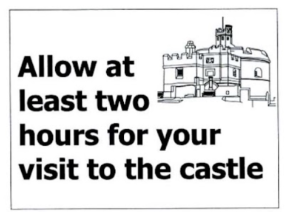 Allow at
least two
hours for your
visit to the castle